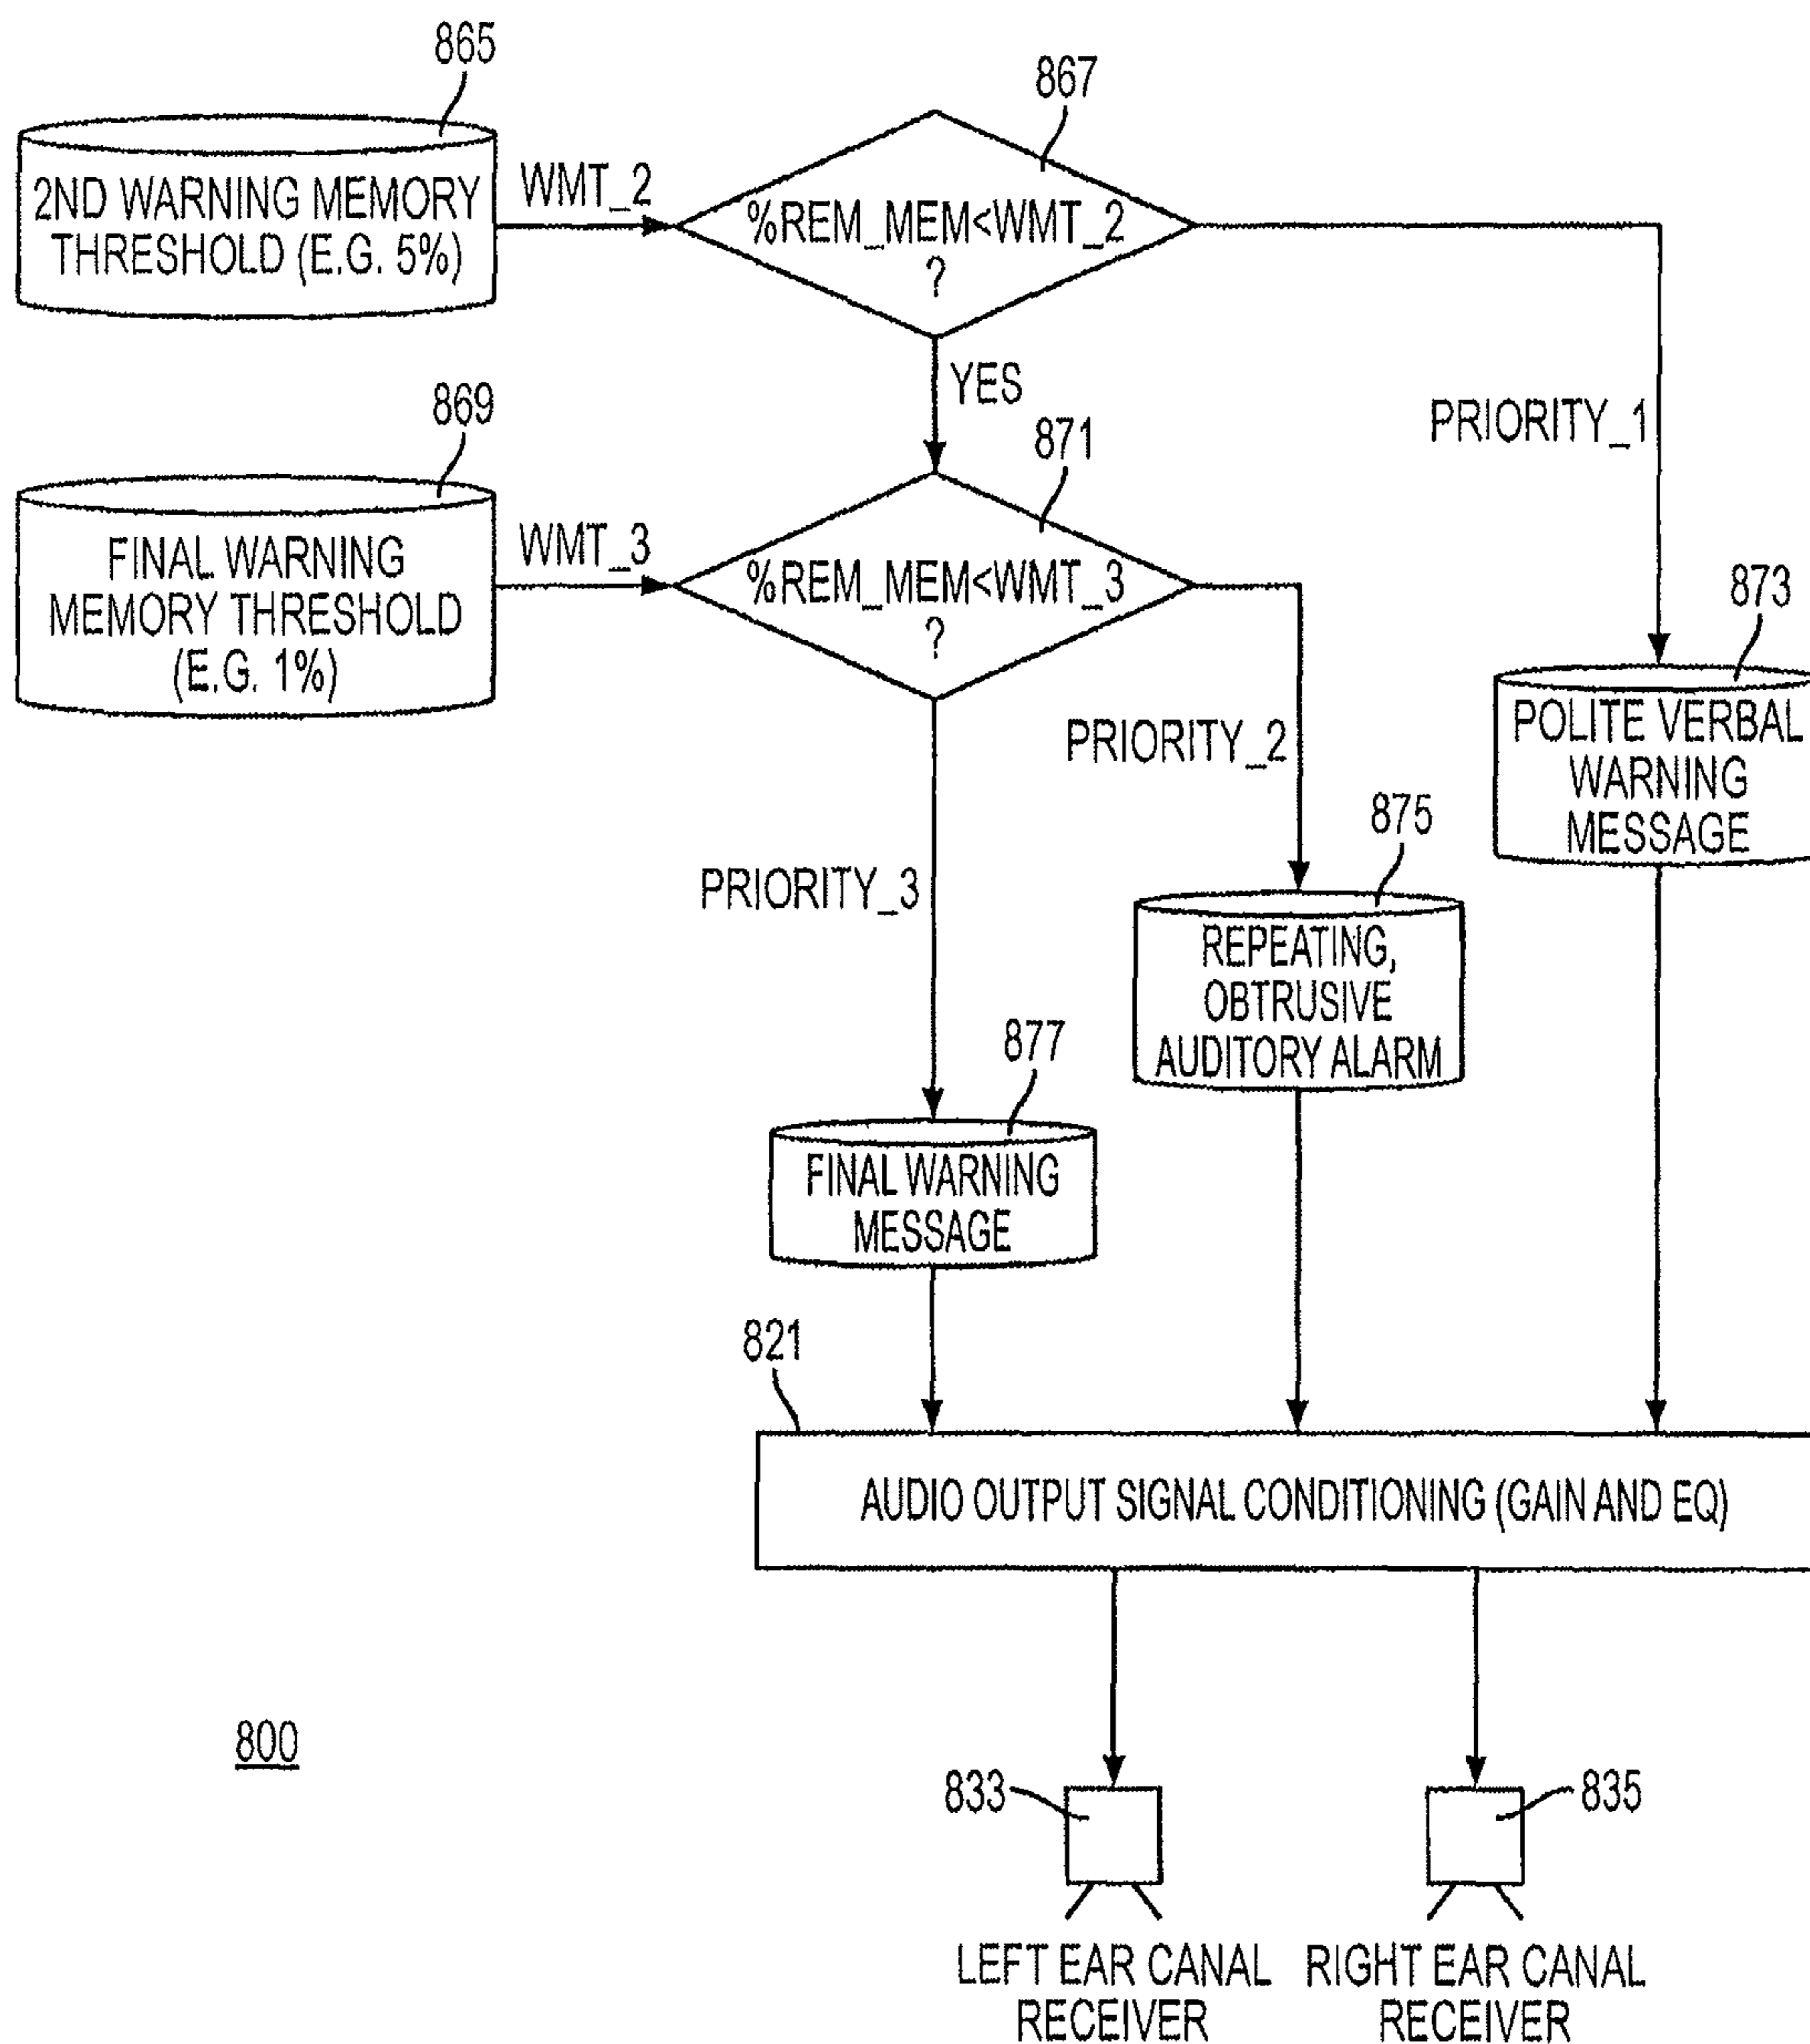 865
867
2ND WARNING MEMORY
THRESHOLD (E.G. 5%)
WMT_2
%REM_MEM<WMT_2
?
YES
PRIORITY_1
869
871
FINAL WARNING
MEMORY THRESHOLD
(E.G. 1%)
WMT_3
%REM_MEM<WMT_3
?
873
POLITE VERBAL
WARNING
MESSAGE
PRIORITY_2
PRIORITY_3
875
REPEATING,
OBTRUSIVE
AUDITORY ALARM
877
FINAL WARNING
MESSAGE
821
AUDIO OUTPUT SIGNAL CONDITIONING (GAIN AND EQ)
800
833
835
LEFT EAR CANAL
RECEIVER
RIGHT EAR CANAL
RECEIVER